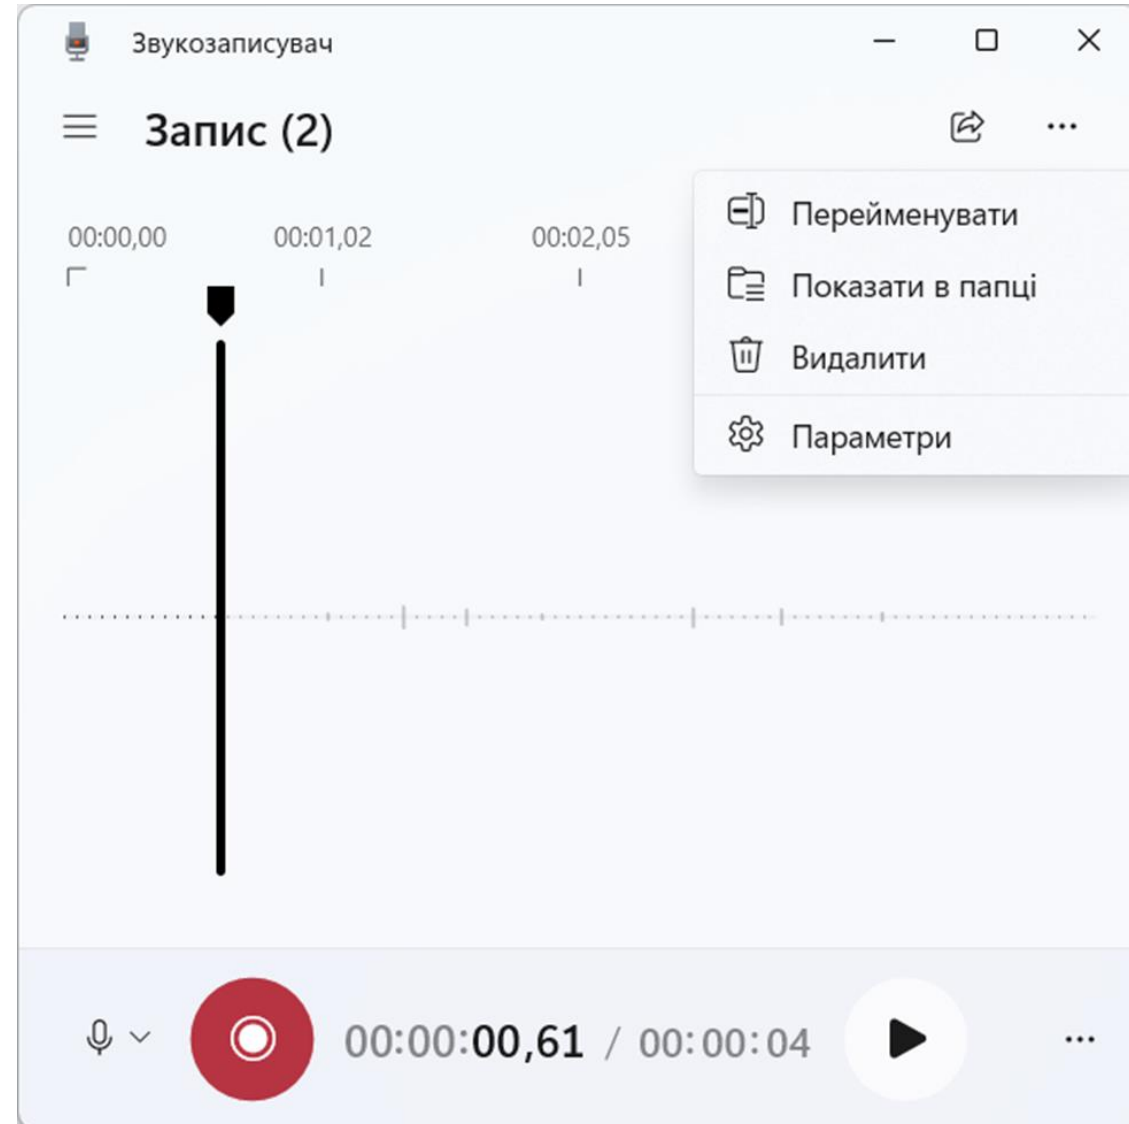 Звукозаписувач
Запис (2)
00:00,00 00:01,02 00:02,05
Перейменувати
Показати в папці
Видалити
Параметри
00:00:00,61 / 00:00:04